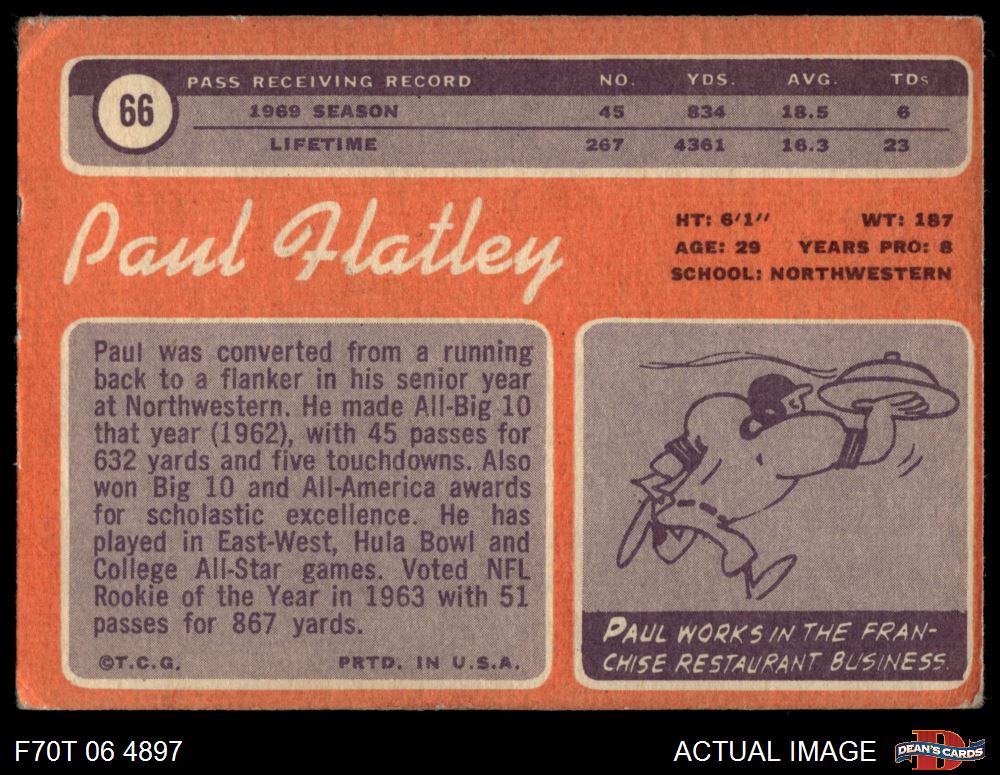 66
PASS RECEIVING RECORD NO. YDS. AVG. TDs
1969 SEASON 45 834 18.5 6
LIFETIME 267 4361 16.3 23
Paul Flatley
HT: 6'1" WT: 187
AGE: 29 YEARS PRO: 8
SCHOOL: NORTHWESTERN
Paul was converted from a running
back to a flanker in his senior year
at Northwestern. He made All-Big 10
that year (1962), with 45 passes for
632 yards and five touchdowns. Also
won Big 10 and All-America awards
for scholastic excellence. He has
played in East-West, Hula Bowl and
College All-Star games. Voted NFL
Rookie of the Year in 1963 with 51
passes for 867 yards.
©T.C.G. PRTD. IN U.S.A.
PAUL WORKS IN THE FRAN-
CHISE RESTAURANT BUSINESS.
F70T 06 4897
ACTUAL IMAGE
D
DEAN'S CARDS